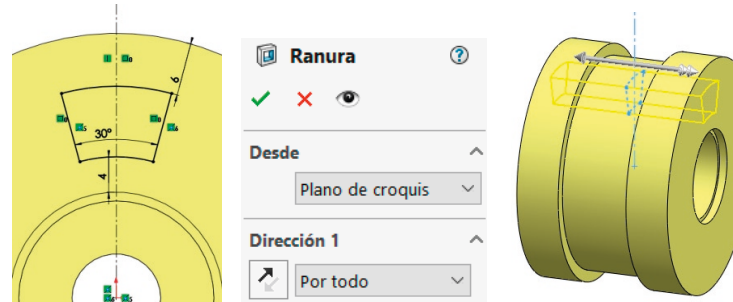 6
30°
4
Ranura
Desde
Plano de croquis
Dirección 1
Por todo